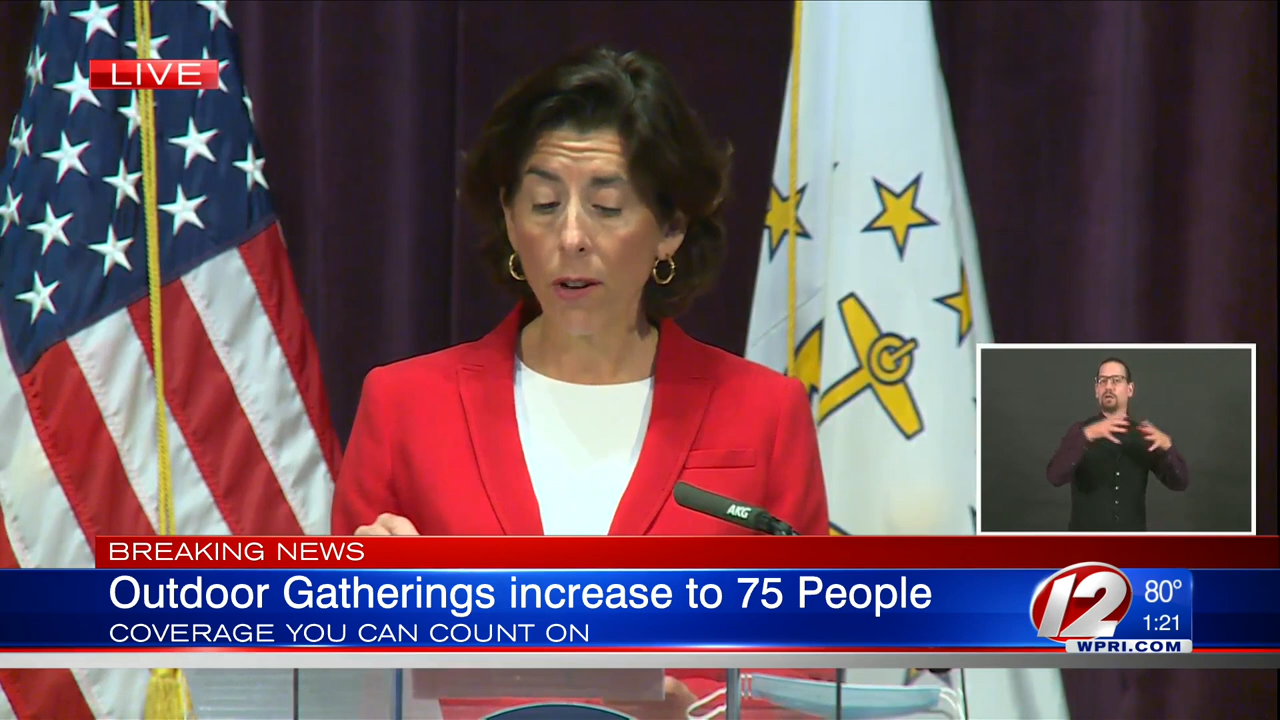 LIVE
AKG
BREAKING NEWS
Outdoor Gatherings increase to 75 People
COVERAGE YOU CAN COUNT ON
12
80°
1:21
WPRI.COM